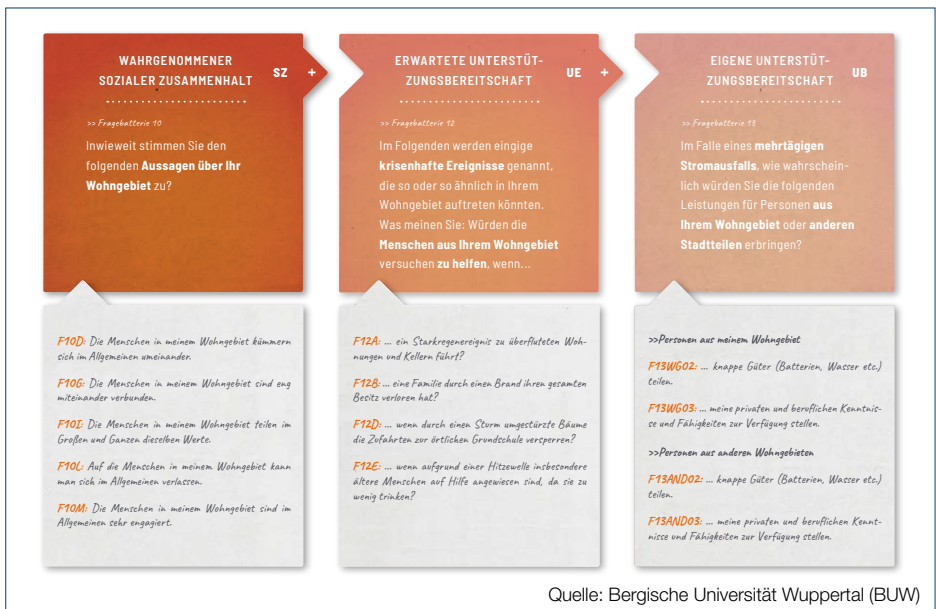 WAHRGENOMMENER
SOZIALER ZUSAMMENHALT
SZ +
>> Fragebatterie 10
Inwieweit stimmen Sie den
folgenden Aussagen über Ihr
Wohngebiet zu?
F10D: Die Menschen in meinem Wohngebiet kümmern
sich im Allgemeinen umeinander.
F10G: Die Menschen in meinem Wohngebiet sind eng
miteinander verbunden.
F10I: Die Menschen in meinem Wohngebiet teilen im
Großen und Ganzen dieselben Werte.
F10L: Auf die Menschen in meinem Wohngebiet kann
man sich im Allgemeinen verlassen.
F10M: Die Menschen in meinem Wohngebiet sind im
Allgemeinen sehr engagiert.
ERWARTETE UNTERSTÜT-
ZUNGSBEREITSCHAFT
UE +
>> Fragebatterie 12
Im Folgenden werden eingige
krisenhafte Ereignisse genannt,
die so oder so ähnlich in Ihrem
Wohngebiet auftreten könnten.
Was meinen Sie: Würden die
Menschen aus Ihrem Wohngebiet
versuchen zu helfen, wenn...
F12A: ... ein Starkregenereignis zu überfluteten Woh-
nungen und Kellern führt?
F12B: ... eine Familie durch einen Brand ihren gesamten
Besitz verloren hat?
F12D: ... wenn durch einen Sturm umgestürzte Bäume
die Zufahrten zur örtlichen Grundschule versperren?
F12E: ... wenn aufgrund einer Hitzewelle insbesondere
ältere Menschen auf Hilfe angewiesen sind, da sie zu
wenig trinken?
EIGENE UNTERSTÜT-
ZUNGSBEREITSCHAFT
UB
>> Fragebatterie 13
Im Falle eines mehrtägigen
Stromausfalls, wie wahrschein-
lich würden Sie die folgenden
Leistungen für Personen aus
Ihrem Wohngebiet oder anderen
Stadtteilen erbringen?
>>Personen aus meinem Wohngebiet
F13WG02: ... knappe Güter (Batterien, Wasser etc.)
teilen.
F13WG03: ... meine privaten und beruflichen Kenntnis-
se und Fähigkeiten zur Verfügung stellen.
>>Personen aus anderen Wohngebieten
F13AND02: ... knappe Güter (Batterien, Wasser etc.)
teilen.
F13AND03: ... meine privaten und beruflichen Kennt-
nisse und Fähigkeiten zur Verfügung stellen.
Quelle: Bergische Universität Wuppertal (BUW)